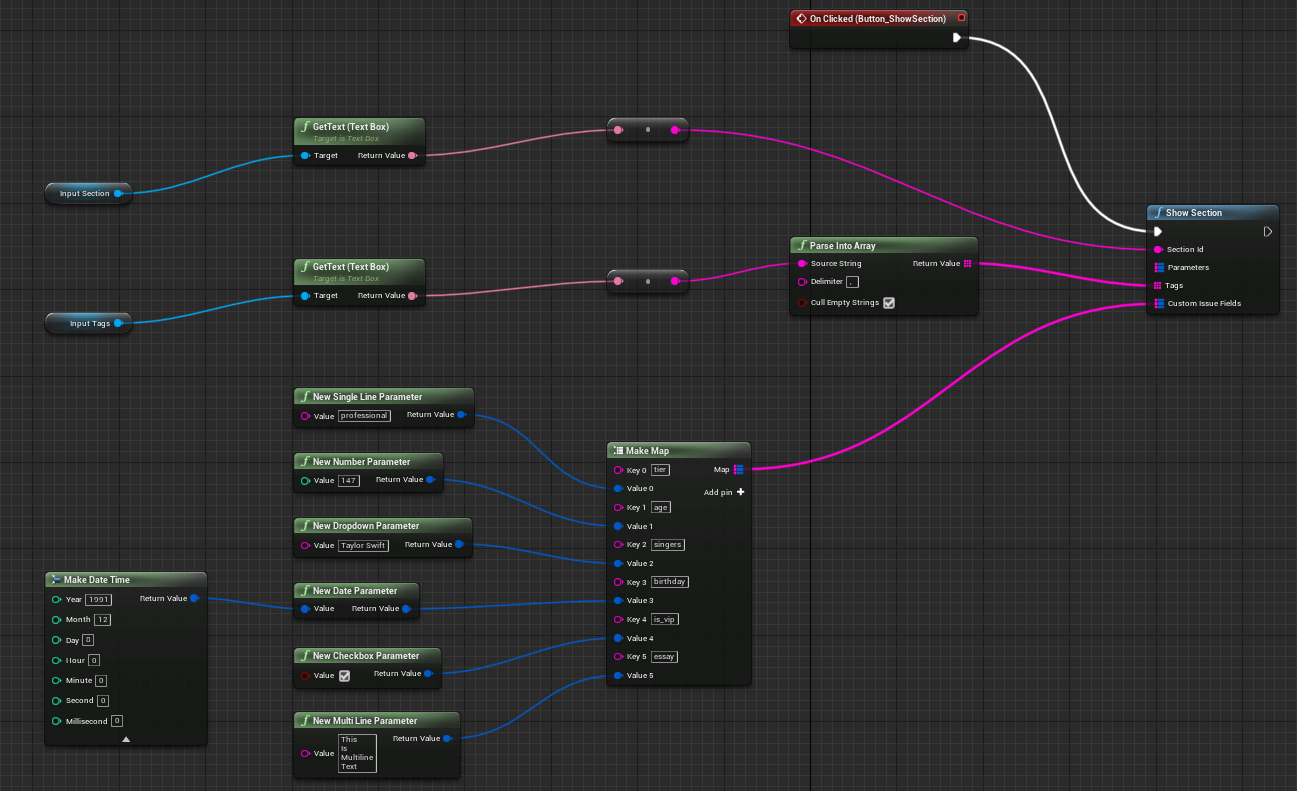 On Clicked (Button_ShowSection)
GetText (Text Box)
Target is Text Box
Target
Return Value
Input Section
Show Section
Section Id
Parameters
Tags
Custom Issue Fields
Parse Into Array
Source String
Return Value
Delimiter
,
Cull Empty Strings
GetText (Text Box)
Target is Text Box
Target
Return Value
Input Tags
New Single Line Parameter
Value
professional
Return Value
New Number Parameter
Value
147
Return Value
New Dropdown Parameter
Value
Taylor Swift
Return Value
Make Date Time
Year
1991
Return Value
Month
12
Day
Hour
0
Minute
0
Second
0
Millisecond
0
New Date Parameter
Value
Return Value
New Checkbox Parameter
Value
Return Value
New Multi Line Parameter
Value
This
Is
Multiline
Text
Return Value
Make Map
Key 0
tier
Map
Value 0
Add pin
Key 1
age
Value 1
Key 2
singers
Value 2
Key 3
birthday
Value 3
Key 4
is_vip
Value 4
Key 5
essay
Value 5